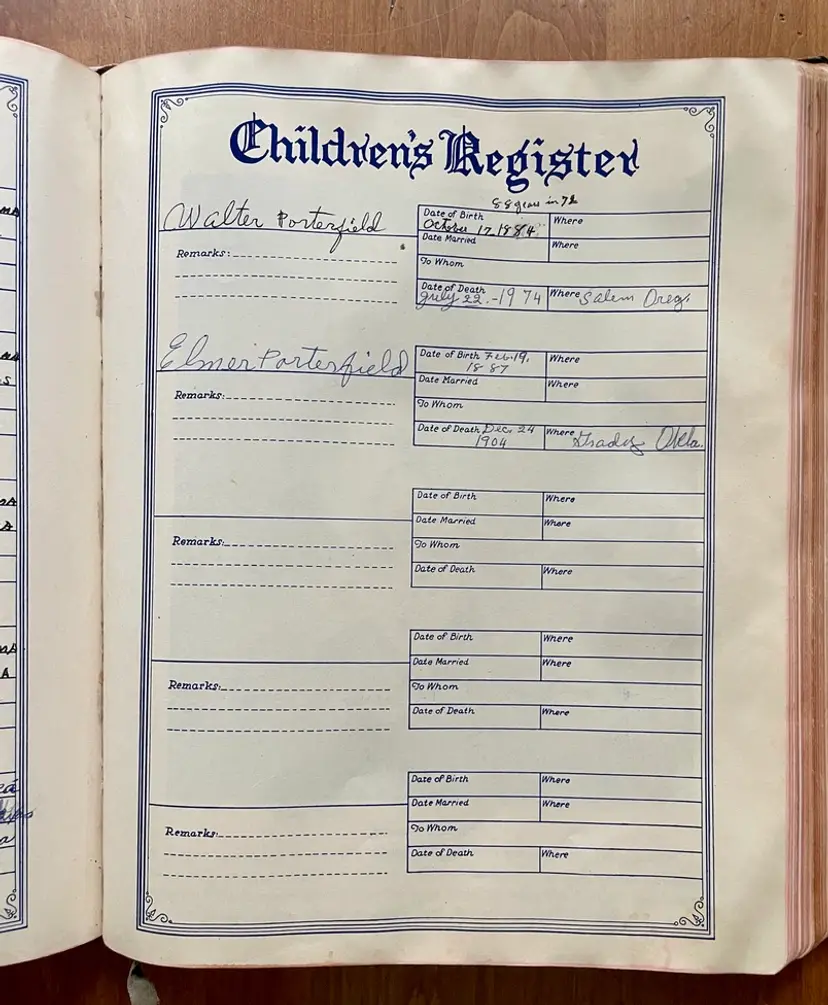 Children's Register
88 years in 72
Walter Porterfield
Date of Birth
October 17, 1884.
Where
Date Married
Where
Remarks:
To Whom
Date of Death
July 22.-1974
Where Salem Oreg.
Elmer Porterfield
Date of Birth Feb. 19,
1887
Where
Date Married
Where
Remarks:
To Whom
Date of Death Dec. 24
1904
Where Okla.
Date of Birth
Where
Date Married
Where
Remarks:
To Whom
Date of Death
Where
Date of Birth
Where
Date Married
Where
Remarks:
To Whom
Date of Death
Where
Date of Birth
Where
Date Married
Where
Remarks:
To Whom
Date of Death
Where